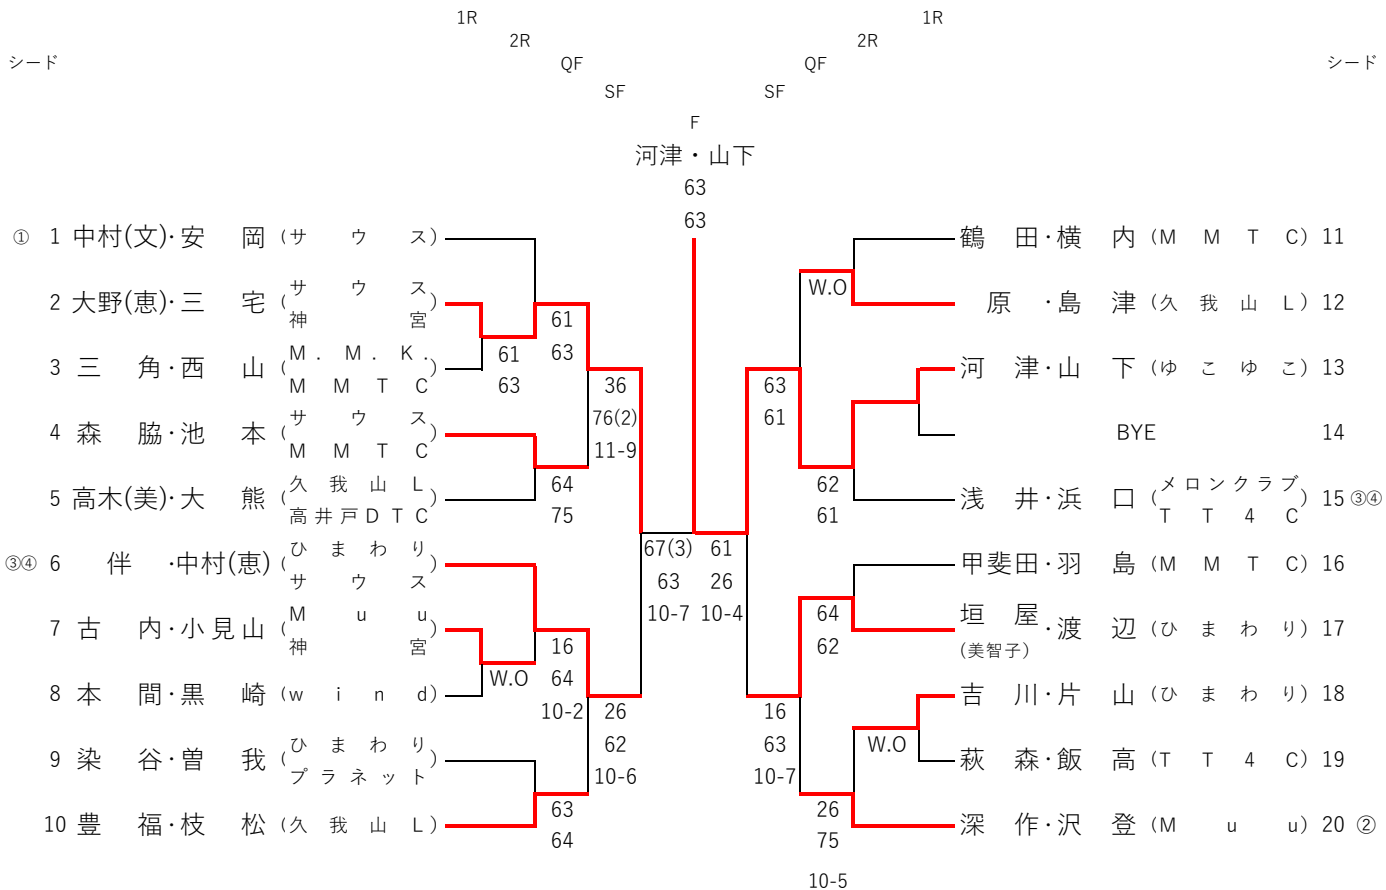 1R 1R
2R 2R
シード QF QF シード
SF SF
F
河津・山下
63
63
① 1 中村(文)・安 岡 (サ ウ ス)
2 大野(恵)・三 宅 (サ ウ ス 神 宮)
3 三 角・西 山 (M . M . K . M M T C)
4 森 脇・池 本 (サ ウ ス M M T C)
5 高木(美)・大 熊 (久 我 山 L 高井戸DTC)
③④ 6 伴 ・中村(恵) (ひ ま わ り サ ウ ス)
7 古 内・小見山 (M u u 神 宮)
8 本 間・黒 崎 (w i n d)
9 染 谷・曽 我 (ひ ま わ り プ ラ ネ ッ ト)
10 豊 福・枝 松 (久 我 山 L)
61
63
W.O
61
63
64
75
16
64
10-2
63
64
36
76(2)
11-9
26
62
10-6
67(3)
63
10-7
61
26
10-4
63
61
16
63
10-7
W.O
62
61
64
62
26
75
10-5
W.O
鶴 田・横 内 (M M T C) 11
原 ・島 津 (久 我 山 L) 12
河 津・山 下 (ゆ こ ゆ こ) 13
BYE 14
浅 井・浜 口 (メロンクラブ T T 4 C) 15 ③④
甲斐田・羽 島 (M M T C) 16
垣 屋 (美智子) ・渡 辺 (ひ ま わ り) 17
吉 川・片 山 (ひ ま わ り) 18
萩 森・飯 高 (T T 4 C) 19
深 作・沢 登 (M u u) 20 ②